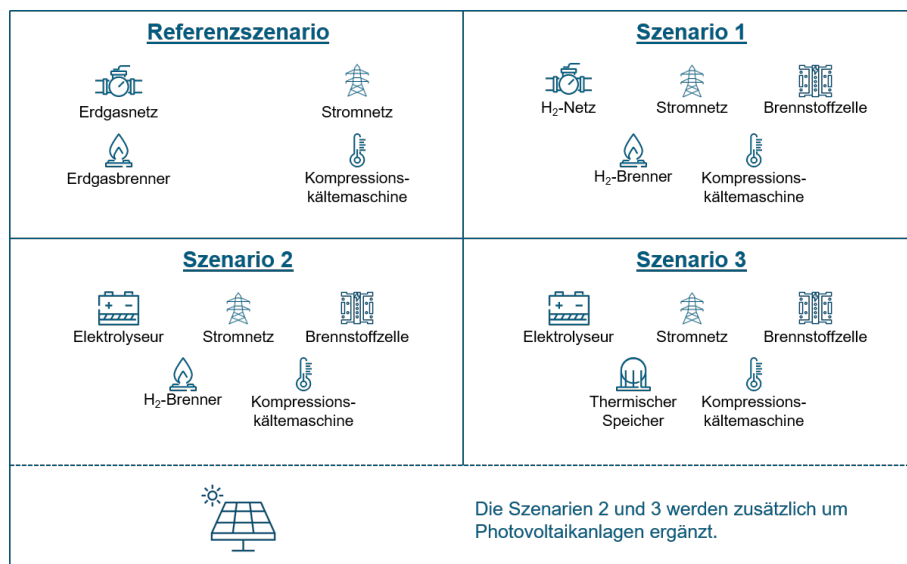 Referenzszenario
Erdgasnetz
Stromnetz
Erdgasbrenner
Kompressions-
kältemaschine
Szenario 1
H₂-Netz
Stromnetz
Brennstoffzelle
H₂-Brenner
Kompressions-
kältemaschine
Szenario 2
Elektrolyseur
Stromnetz
Brennstoffzelle
H₂-Brenner
Kompressions-
kältemaschine
Szenario 3
Elektrolyseur
Stromnetz
Brennstoffzelle
Thermischer
Speicher
Kompressions-
kältemaschine
Die Szenarien 2 und 3 werden zusätzlich um
Photovoltaikanlagen ergänzt.